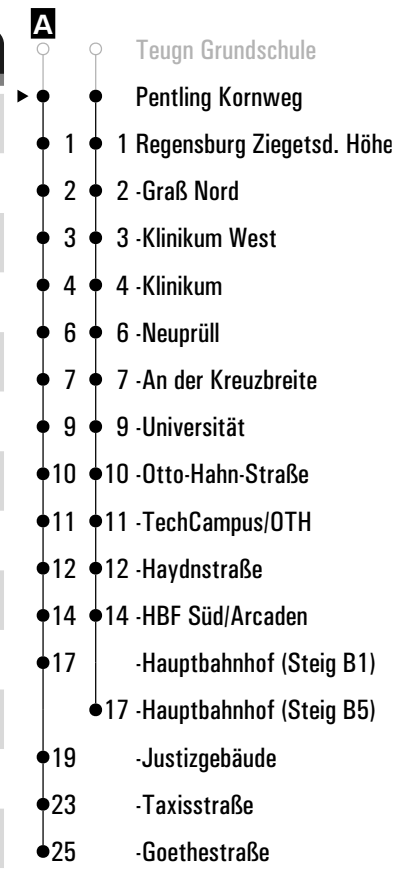 A
Teugn Grundschule
Pentling Kornweg
1 1 Regensburg Ziegetsd. Höhe
2 2 -Graß Nord
3 3 -Klinikum West
4 4 -Klinikum
6 6 -Neuprüll
7 7 -An der Kreuzbreite
9 9 -Universität
10 10 -Otto-Hahn-Straße
11 11 -TechCampus/OTH
12 12 -Haydnstraße
14 14 -HBF Süd/Arcaden
17 -Hauptbahnhof (Steig B1)
17 -Hauptbahnhof (Steig B5)
19 -Justizgebäude
23 -Taxisstraße
25 -Goethestraße